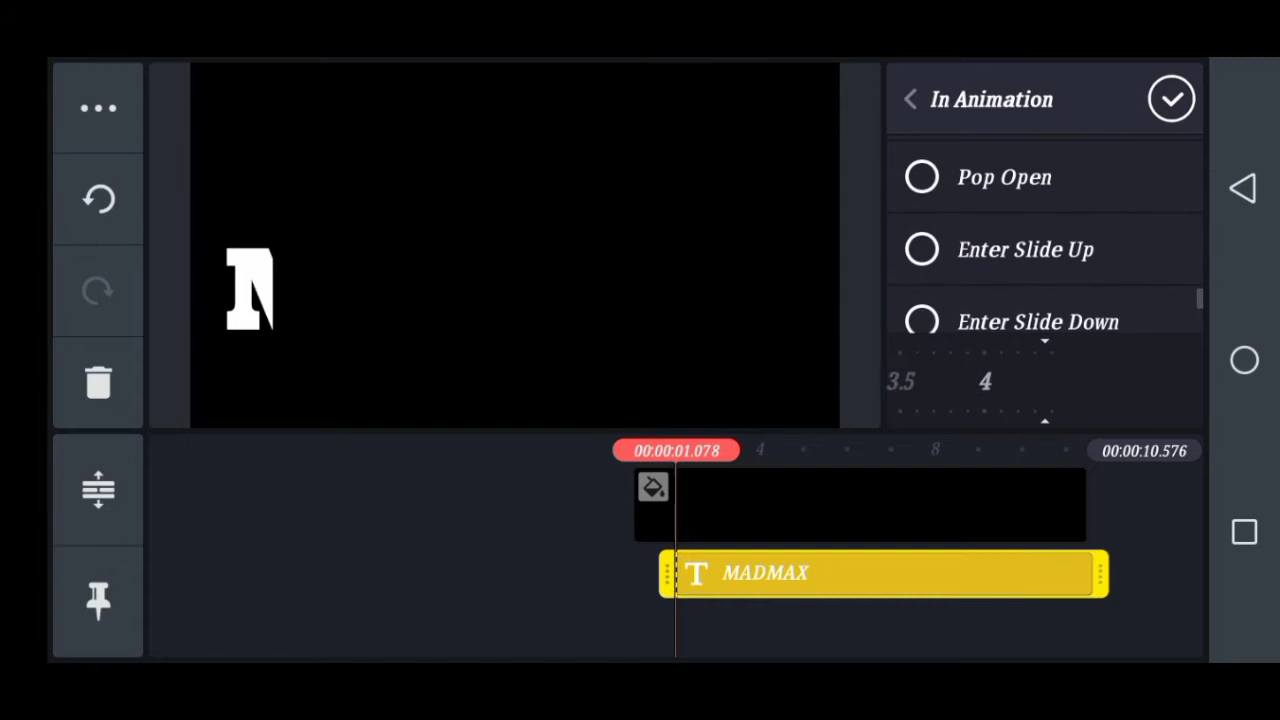 In Animation
Pop Open
Enter Slide Up
Enter Slide Down
3.5 4
00:00:01.078 4 8 00:00:10.576
T MADMAX